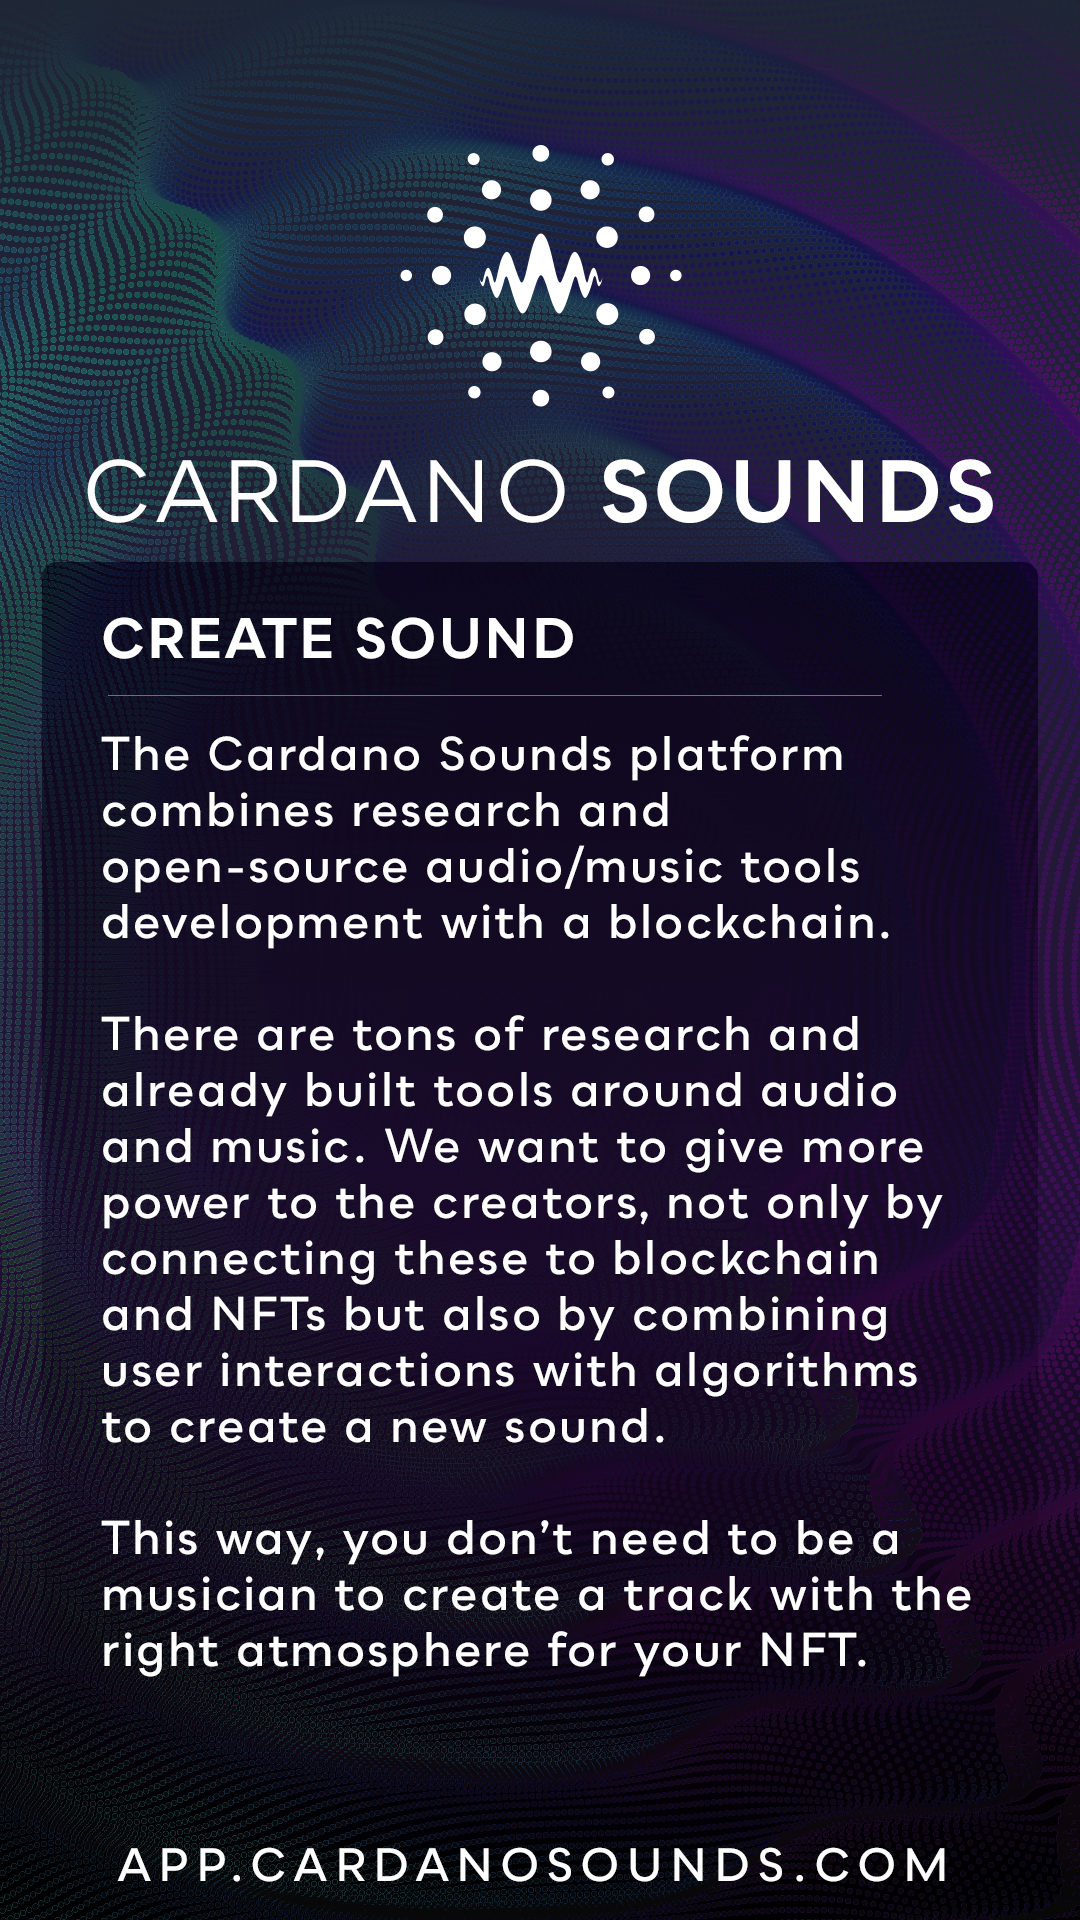 CARDANO SOUNDS
CREATE SOUND
The Cardano Sounds platform
combines research and
open-source audio/music tools
development with a blockchain.
There are tons of research and
already built tools around audio
and music. We want to give more
power to the creators, not only by
connecting these to blockchain
and NFTs but also by combining
user interactions with algorithms
to create a new sound.
This way, you don’t need to be a
musician to create a track with the
right atmosphere for your NFT.
APP.CARDANOSOUNDS.COM